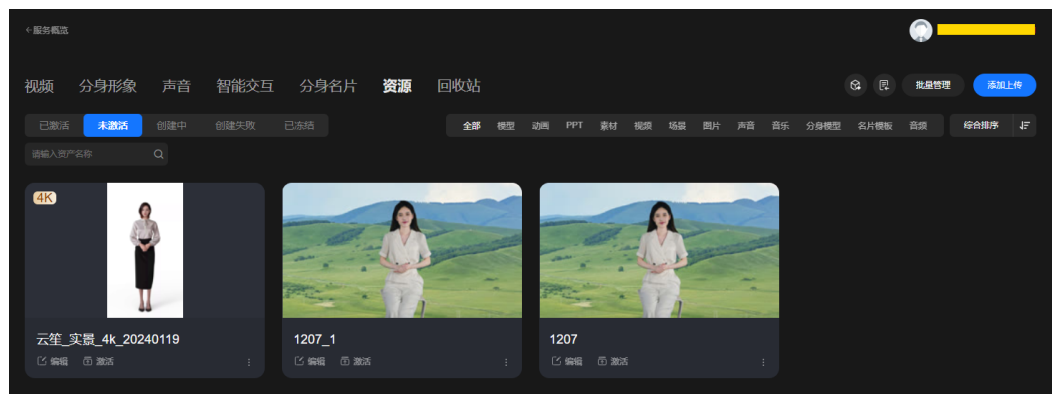 服务概览
视频 分身形象 声音 智能交互 分身名片 资源 回收站 批量管理 添加上传
已激活 未激活 创建中 创建失败 已冻结 全部 模型 动画 PPT 素材 视频 场景 图片 声音 音乐 分身模型 名片模板 音频 综合排序
请输入资产名称
4K
云笙_实景_4k_20240119 1207_1 1207
编辑 激活 编辑 激活 编辑 激活